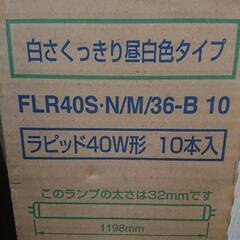 白さくっきり昼白色タイプ
FLR40S·N/M/36-B 10
ラピッド40W形 10本入
このランプの太さは32mmです
1198mm